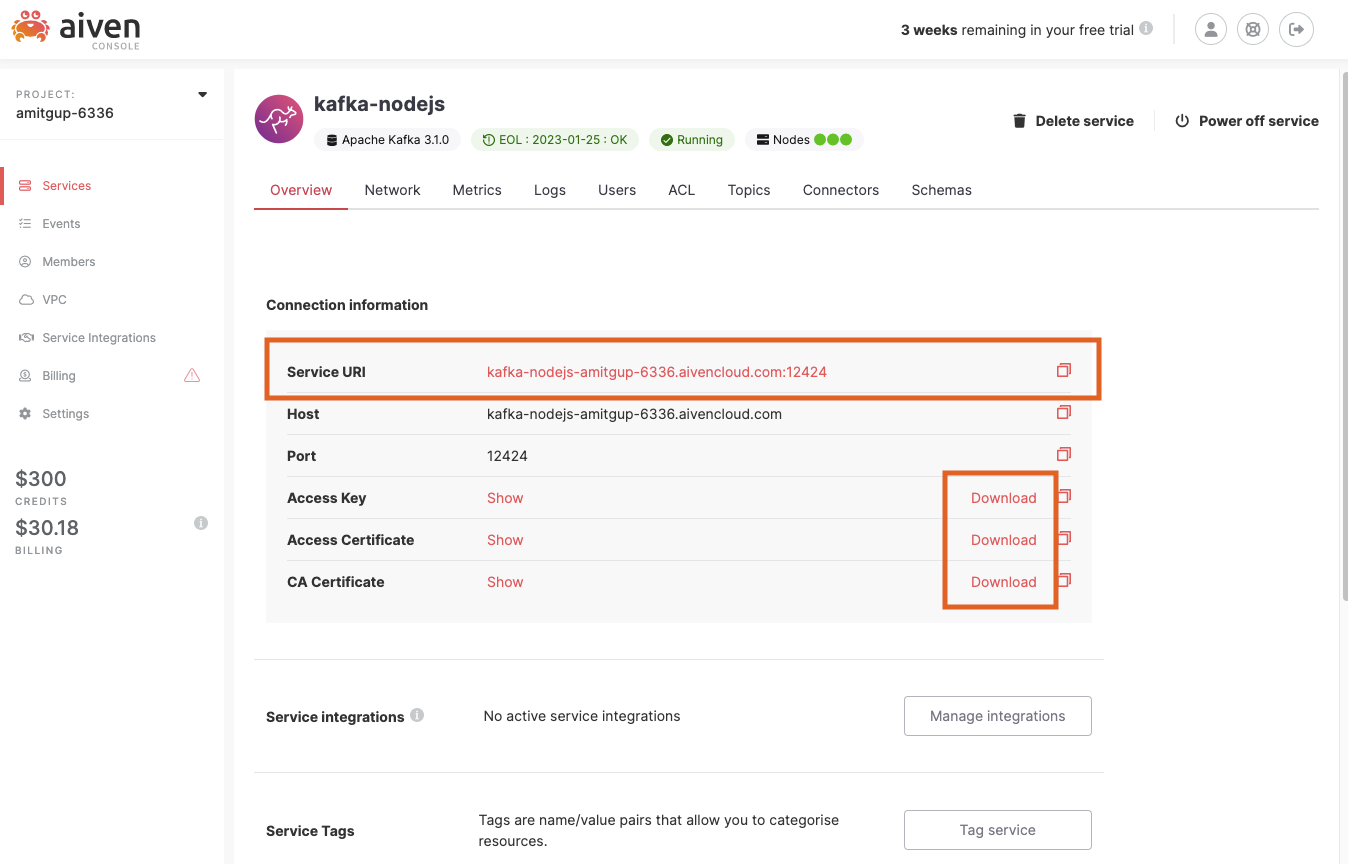 aiven
CONSOLE
3 weeks remaining in your free trial
PROJECT:
amitgup-6336
Services
Events
Members
VPC
Service Integrations
Billing
Settings
$300
CREDITS
$30.18
BILLING
kafka-nodejs
Apache Kafka 3.1.0
EOL : 2023-01-25 : OK
Running
Nodes
Delete service
Power off service
Overview
Network
Metrics
Logs
Users
ACL
Topics
Connectors
Schemas
Connection information
Service URI kafka-nodejs-amitgup-6336.aivencloud.com:12424
Host kafka-nodejs-amitgup-6336.aivencloud.com
Port 12424
Access Key Show Download
Access Certificate Show Download
CA Certificate Show Download
Service integrations No active service integrations Manage integrations
Service Tags
Tags are name/value pairs that allow you to categorise
resources.
Tag service